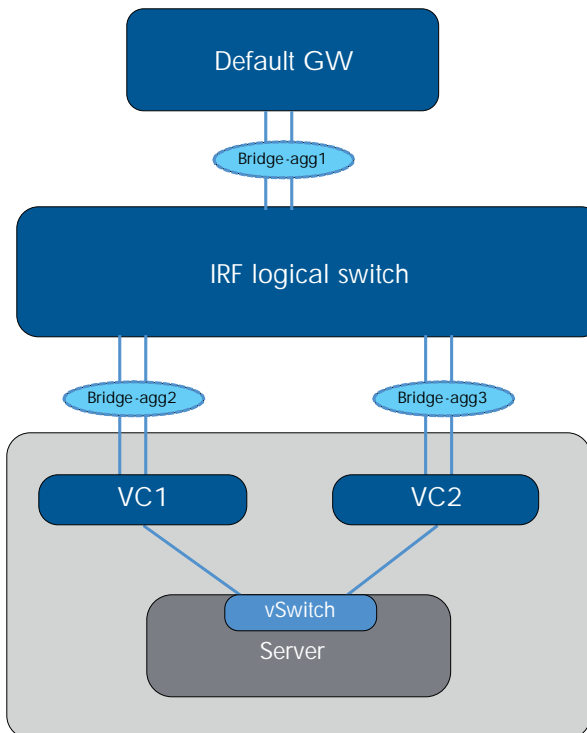 Default GW
Bridge-agg1
IRF logical switch
Bridge-agg2
Bridge-agg3
VC1
VC2
vSwitch
Server